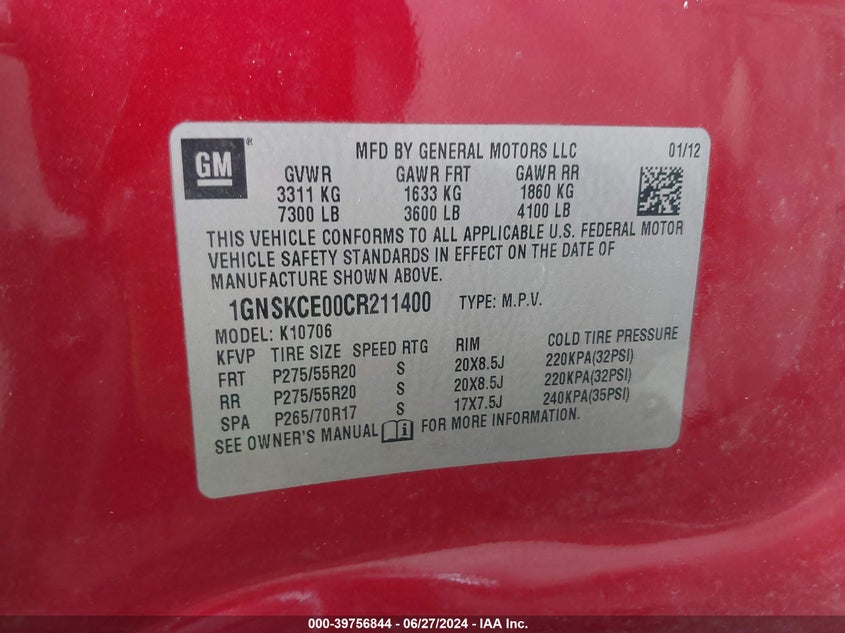 GM ®
MFD BY GENERAL MOTORS LLC 01/12
GVWR GAWR FRT GAWR RR
3311 KG 1633 KG 1860 KG
7300 LB 3600 LB 4100 LB
THIS VEHICLE CONFORMS TO ALL APPLICABLE U.S. FEDERAL MOTOR
VEHICLE SAFETY STANDARDS IN EFFECT ON THE DATE OF
MANUFACTURE SHOWN ABOVE.
1GNSKCE00CR211400 TYPE: M.P.V.
MODEL: K10706
KFVP TIRE SIZE SPEED RTG RIM COLD TIRE PRESSURE
FRT P275/55R20 S 20X8.5J 220KPA(32PSI)
RR P275/55R20 S 20X8.5J 220KPA(32PSI)
SPA P265/70R17 S 17X7.5J 240KPA(35PSI)
SEE OWNER'S MANUAL i FOR MORE INFORMATION.
000-39756844 - 06/27/2024 - IAA Inc.